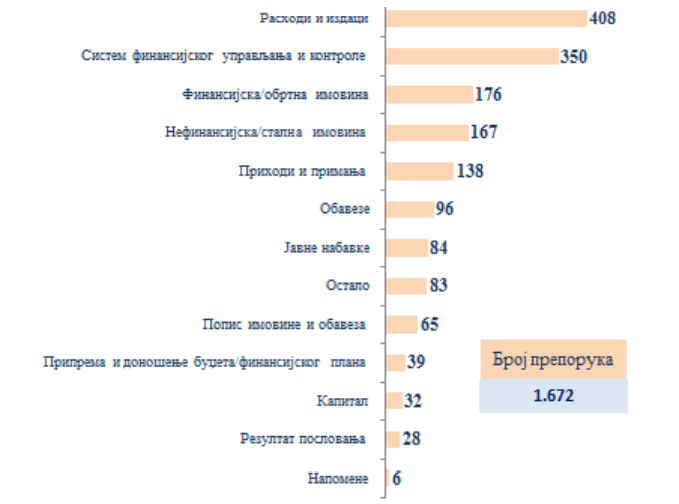 Расходи и издаци 408
Систем финансијског управљања и контроле 350
Финансијска/обртна имовина 176
Нефинансијска/стална имовина 167
Приходи и примања 138
Обавезе 96
Јавне набавке 84
Остало 83
Попис имовине и обавеза 65
Припрема и доношење буџета/финансијског плана 39
Број препорука
1.672
Капитал 32
Резултат пословања 28
Напомене 6